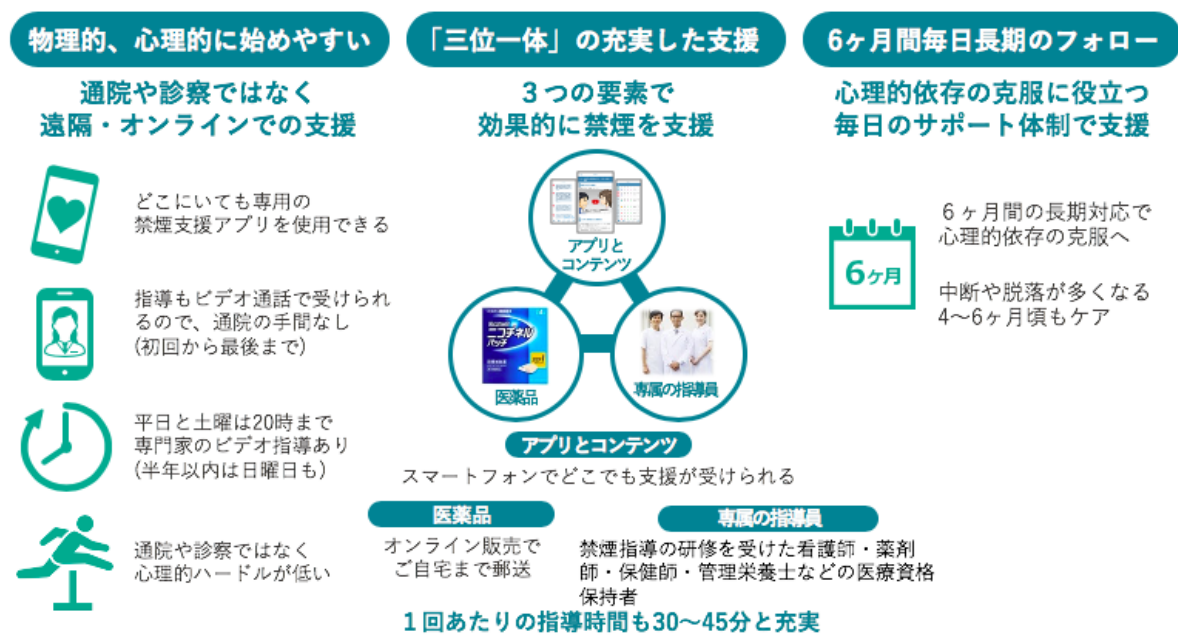 物理的、心理的に始めやすい
通院や診察ではなく
遠隔・オンラインでの支援
どこにいても専用の
禁煙支援アプリを使用できる
指導もビデオ通話で受けられ
るので、通院の手間なし
(初回から最後まで)
平日と土曜は20時まで
専門家のビデオ指導あり
(半年以内は日曜日も)
通院や診察ではなく
心理的ハードルが低い
「三位一体」の充実した支援
３つの要素で
効果的に禁煙を支援
アプリと
コンテンツ
ニコチネル
パッチ
医薬品
専属の指導員
アプリとコンテンツ
スマートフォンでどこでも支援が受けられる
医薬品
オンライン販売で
ご自宅まで郵送
専属の指導員
禁煙指導の研修を受けた看護師・薬剤
師・保健師・管理栄養士などの医療資格
保持者
１回あたりの指導時間も30〜45分と充実
6ヶ月間毎日長期のフォロー
心理的依存の克服に役立つ
毎日のサポート体制で支援
6ヶ月
６ヶ月間の長期対応で
心理的依存の克服へ
中断や脱落が多くなる
4〜6ヶ月頃もケア